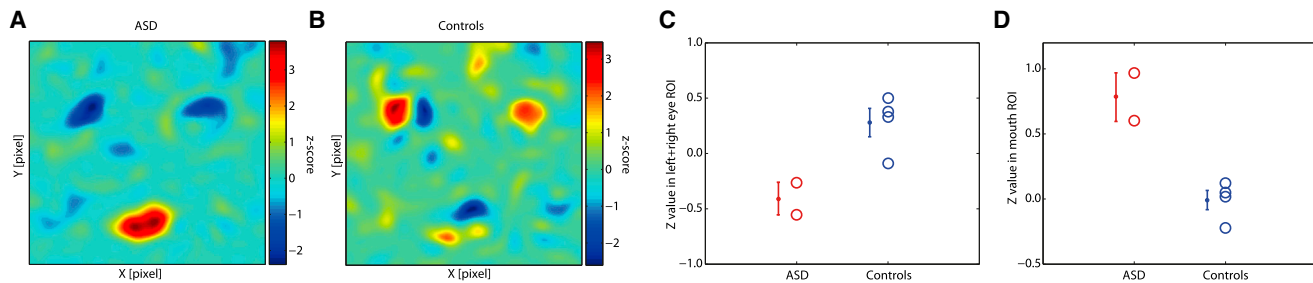 A
ASD
Y [pixel]
X [pixel]
3
2
1
0
−1
−2
z-score
B
Controls
Y [pixel]
X [pixel]
3
2
1
0
−1
−2
z-score
C
Z value in left+right eye ROI
1.0
0.5
0.0
−0.5
−1.0
ASD
Controls
D
Z value in mouth ROI
1.0
0.5
0.0
−0.5
ASD
Controls